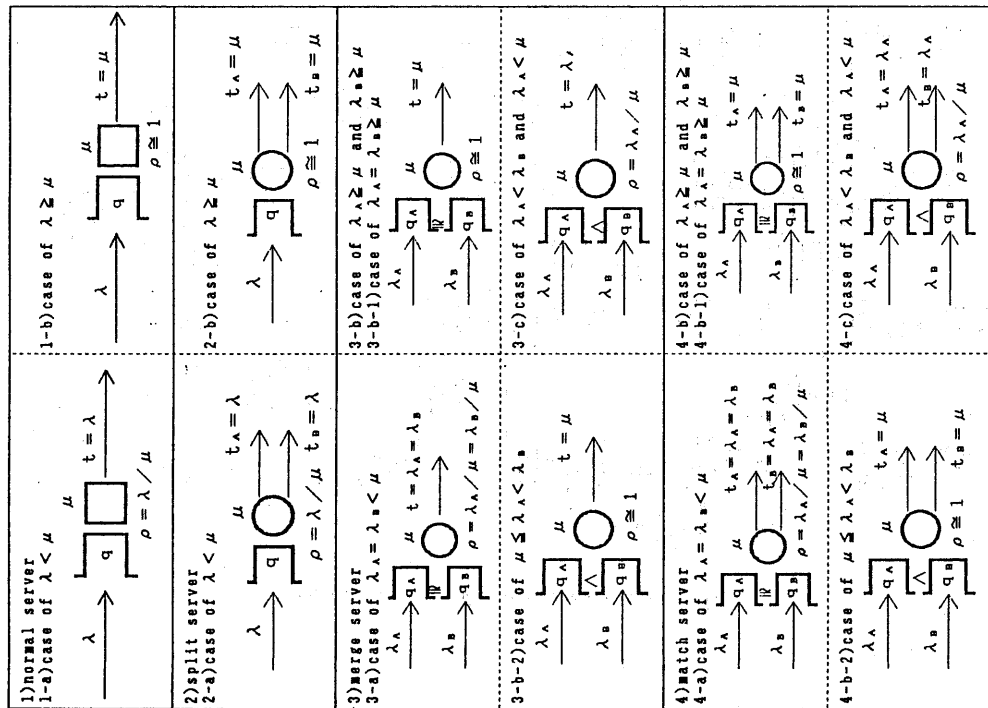 1)normal server
1-a)case of λ<μ
λ
q
μ
t=λ
ρ=λ/μ
1-b)case of λ≧μ
λ
q
μ
t=μ
ρ≅1
2)split server
2-a)case of λ<μ
λ
q
μ
t_A=λ
t_B=λ
ρ=λ/μ
2-b)case of λ≧μ
λ
q
μ
t_A=μ
t_B=μ
ρ≅1
3)merge server
3-a)case of λ_A=λ_B<μ
λ_A
λ_B
q_A
≅
q_B
μ
t=λ_A=λ_B
ρ=λ_A/μ=λ_B/μ
3-b)case of λ_A≧μ and λ_B≧μ
3-b-1)case of λ_A=λ_B≧μ
λ_A
λ_B
q_A
≅
q_B
μ
t=μ
ρ≅1
3-b-2)case of μ≦λ_A<λ_B
λ_A
λ_B
q_A
<
q_B
μ
t=μ
ρ≅1
3-c)case of λ_A<λ_B and λ_A<μ
λ_A
λ_B
q_A
<
q_B
μ
t=λ,
ρ=λ_A/μ
4)match server
4-a)case of λ_A=λ_B<μ
λ_A
λ_B
q_A
≅
q_B
μ
t_A=λ_A=λ_B
t_B=λ_A=λ_B
ρ=λ_A/μ=λ_B/μ
4-b)case of λ_A≧μ and λ_B≧μ
4-b-1)case of λ_A=λ_B≧μ
λ_A
λ_B
q_A
≅
q_B
μ
t_A=μ
t_B=μ
ρ≅1
4-b-2)case of μ≦λ_A<λ_B
λ_A
λ_B
q_A
<
q_B
μ
t_A=μ
t_B=μ
ρ≅1
4-c)case of λ_A<λ_B and λ_A<μ
λ_A
λ_B
q_A
<
q_B
μ
t_A=λ_A
t_B=λ_A
ρ=λ_A/μ